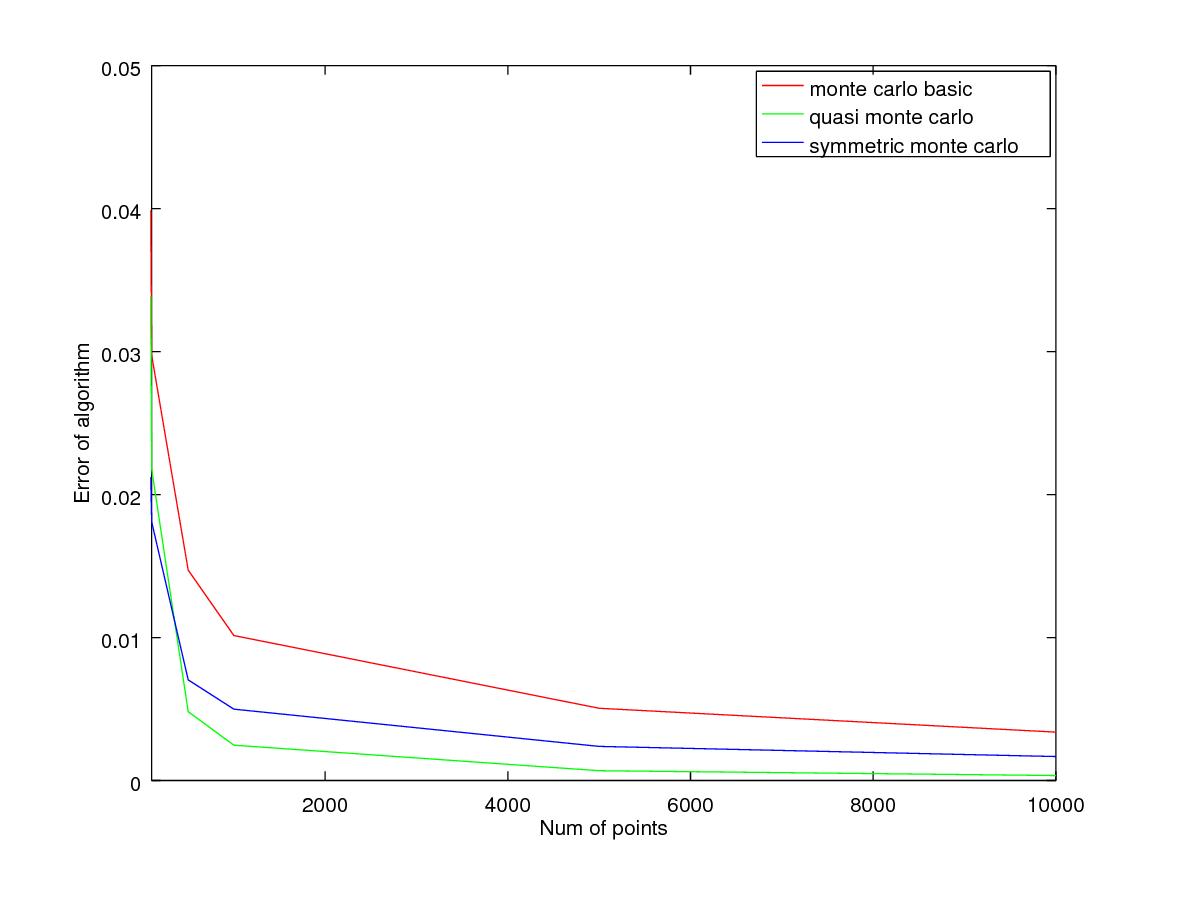 0.05
monte carlo basic
quasi monte carlo
symmetric monte carlo
0.04
0.03
Error of algorithm
0.02
0.01
0
2000 4000 6000 8000 10000
Num of points